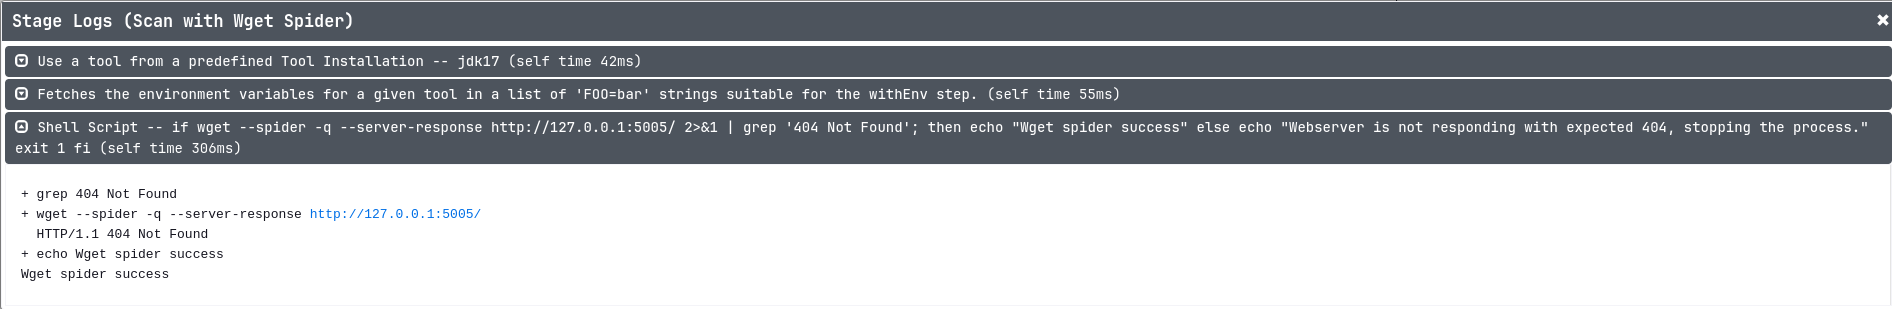 Stage Logs (Scan with Wget Spider)
Use a tool from a predefined Tool Installation -- jdk17 (self time 42ms)
Fetches the environment variables for a given tool in a list of 'FOO=bar' strings suitable for the withEnv step. (self time 55ms)
Shell Script -- if wget --spider -q --server-response http://127.0.0.1:5005/ 2>&1 | grep '404 Not Found'; then echo "Wget spider success" else echo "Webserver is not responding with expected 404, stopping the process."
exit 1 fi (self time 306ms)
+ grep 404 Not Found
+ wget --spider -q --server-response http://127.0.0.1:5005/
  HTTP/1.1 404 Not Found
+ echo Wget spider success
Wget spider success